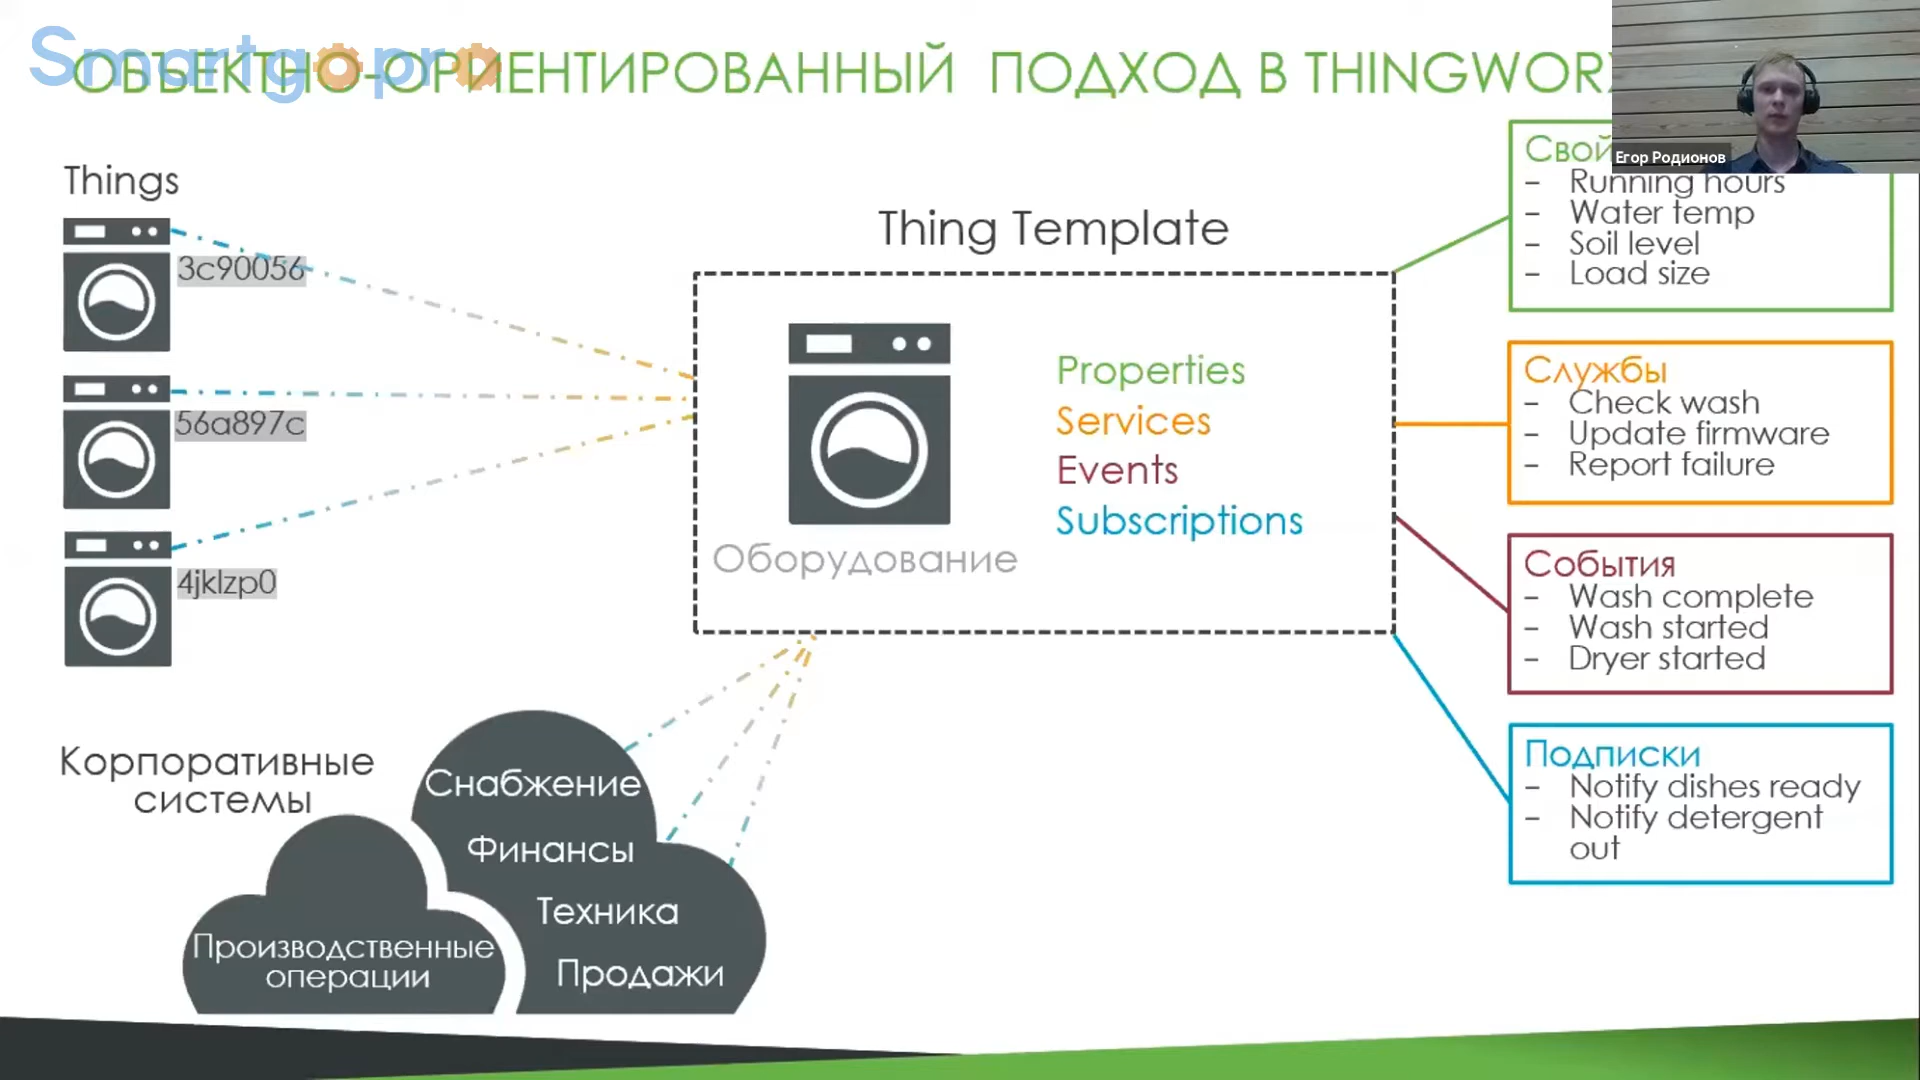 Smartgopro
ОБЪЕКТНО-ОРИЕНТИРОВАННЫЙ ПОДХОД В THINGWORX
Егор Родионов
Things
3c90056
56a897c
4jklzp0
Thing Template
Оборудование
Properties
Services
Events
Subscriptions
Running hours
Water temp
Soil level
Load size
Службы
Check wash
Update firmware
Report failure
События
Wash complete
Wash started
Dryer started
Подписки
Notify dishes ready
Notify detergent
out
Корпоративные
системы
Снабжение
Финансы
Техника
Продажи
Производственные
операции